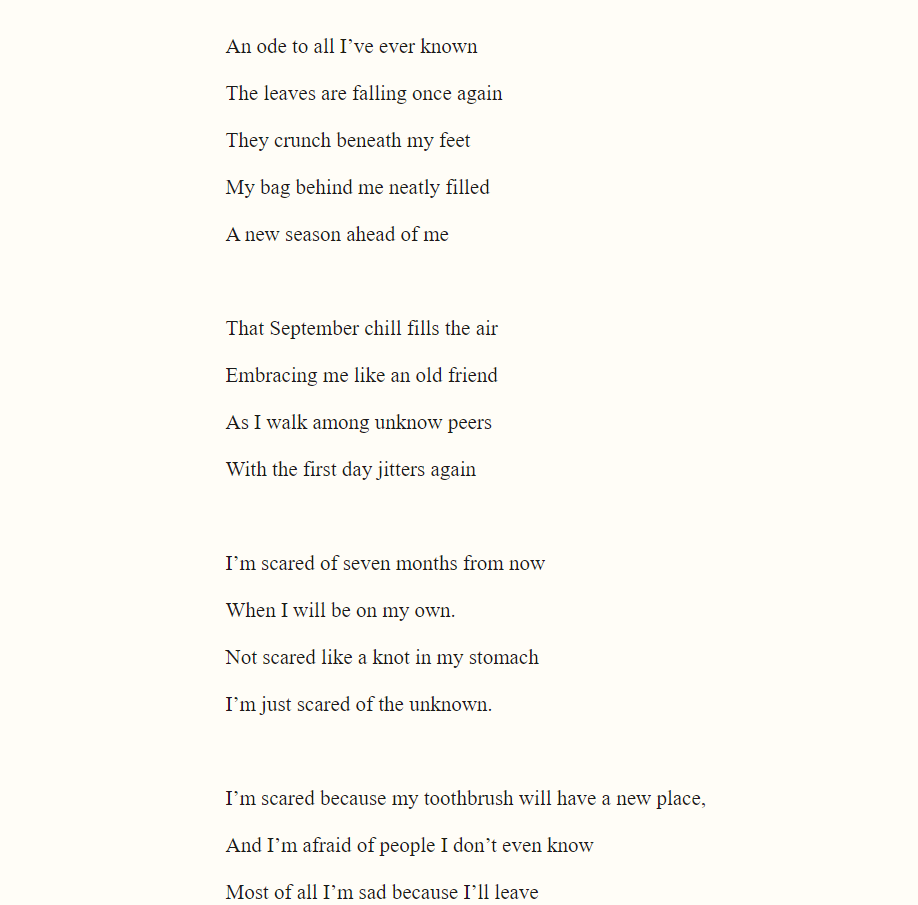 An ode to all I’ve ever known
The leaves are falling once again
They crunch beneath my feet
My bag behind me neatly filled
A new season ahead of me
That September chill fills the air
Embracing me like an old friend
As I walk among unknow peers
With the first day jitters again
I’m scared of seven months from now
When I will be on my own.
Not scared like a knot in my stomach
I’m just scared of the unknown.
I’m scared because my toothbrush will have a new place,
And I’m afraid of people I don’t even know
Most of all I’m sad because I’ll leave